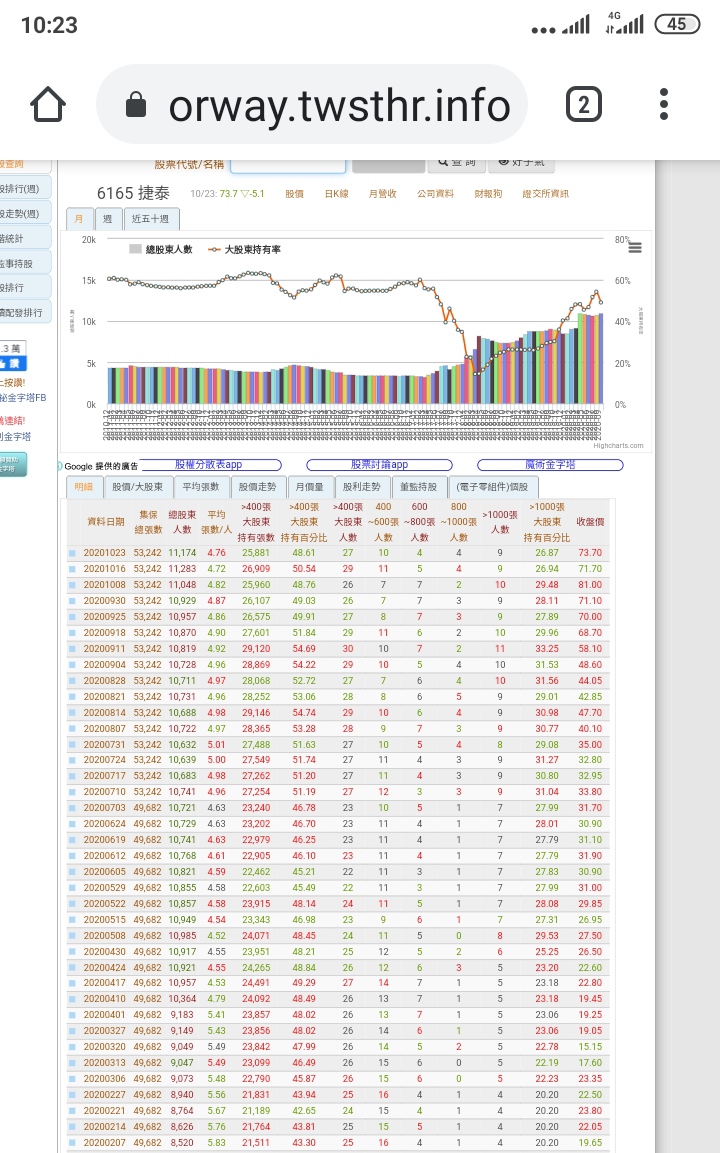 10:23
4G
45
orway.twsthr.info
2
股票代號/名稱
查 詢
好手氣
股排行(週)
股走勢(週)
監事持股
股排行
6165 捷泰
10/23: 73.7 ▽-5.1
股價
日K線
月營收
公司資料
財報狗
證交所資訊
月
週
近五十週
20k
15k
10k
5k
0k
總股東人數
大股東持有率
80%
60%
40%
20%
0%
Highcharts.com
.3 萬
讚
按讚!
秘金字塔FB
連結!
金字塔
Google 提供的廣告
股權分散表app
股票討論app
魔術金字塔
明細
股價/大股東
平均張數
股價走勢
月價量
股利走勢
董監持股
(電子零組件)個股
資料日期 集保總張數 總股東人數 平均張數/人 >400張大股東持有張數 >400張大股東持有百分比 >400張大股東人數 400~600張人數 600~800張人數 800~1000張人數 >1000張人數 >1000張大股東持有百分比 收盤價
20201023 53,242 11,174 4.76 25,881 48.61 27 10 4 4 9 26.87 73.70
20201016 53,242 11,283 4.72 26,909 50.54 29 11 5 4 9 26.94 71.70
20201008 53,242 11,048 4.82 25,960 48.76 26 7 7 2 10 29.48 81.00
20200930 53,242 10,929 4.87 26,107 49.03 26 7 7 3 9 28.11 71.10
20200925 53,242 10,957 4.86 26,575 49.91 27 8 7 3 9 27.89 70.00
20200918 53,242 10,870 4.90 27,601 51.84 29 11 6 2 10 29.96 68.70
20200911 53,242 10,819 4.92 29,120 54.69 30 10 7 2 11 33.25 58.10
20200904 53,242 10,728 4.96 28,869 54.22 29 10 5 4 10 31.53 48.60
20200828 53,242 10,711 4.97 28,068 52.72 27 7 6 4 10 31.56 44.05
20200821 53,242 10,731 4.96 28,252 53.06 28 8 6 5 9 29.01 42.85
20200814 53,242 10,688 4.98 29,146 54.74 29 10 6 4 9 30.98 47.70
20200807 53,242 10,722 4.97 28,365 53.28 28 9 7 3 9 30.77 40.10
20200731 53,242 10,632 5.01 27,488 51.63 27 10 5 4 8 29.08 35.00
20200724 53,242 10,639 5.00 27,549 51.74 27 11 4 3 9 31.27 32.80
20200717 53,242 10,683 4.98 27,262 51.20 27 11 4 3 9 30.80 32.95
20200710 53,242 10,741 4.96 27,254 51.19 27 12 3 3 9 31.04 33.80
20200703 49,682 10,721 4.63 23,240 46.78 23 10 5 1 7 27.99 31.70
20200624 49,682 10,729 4.63 23,202 46.70 23 11 4 1 7 28.01 30.90
20200619 49,682 10,741 4.63 22,979 46.25 23 11 4 1 7 27.79 31.10
20200612 49,682 10,768 4.61 22,905 46.10 23 11 4 1 7 27.79 31.90
20200605 49,682 10,821 4.59 22,462 45.21 22 11 3 1 7 27.83 30.90
20200529 49,682 10,855 4.58 22,603 45.49 22 11 3 1 7 27.99 31.00
20200522 49,682 10,857 4.58 23,915 48.14 24 11 5 1 7 28.08 29.85
20200515 49,682 10,949 4.54 23,343 46.98 23 9 6 1 7 27.31 26.95
20200508 49,682 10,985 4.52 24,071 48.45 24 11 5 0 8 29.53 27.50
20200430 49,682 10,917 4.55 23,951 48.21 25 12 5 2 6 25.25 26.50
20200424 49,682 10,921 4.55 24,265 48.84 26 12 6 3 5 23.20 22.60
20200417 49,682 10,957 4.53 24,491 49.29 27 14 7 1 5 23.18 22.80
20200410 49,682 10,364 4.79 24,092 48.49 26 13 7 1 5 23.18 19.45
20200401 49,682 9,183 5.41 23,857 48.02 26 13 7 1 5 23.06 19.25
20200327 49,682 9,149 5.43 23,856 48.02 26 14 6 1 5 23.06 19.05
20200320 49,682 9,049 5.49 23,842 47.99 26 14 5 2 5 22.78 15.15
20200313 49,682 9,047 5.49 23,099 46.49 26 15 6 0 5 22.19 17.60
20200306 49,682 9,073 5.48 22,790 45.87 26 15 6 0 5 22.23 23.35
20200227 49,682 8,940 5.56 21,831 43.94 25 16 4 1 4 20.20 22.50
20200221 49,682 8,764 5.67 21,189 42.65 24 15 4 1 4 20.20 23.80
20200214 49,682 8,626 5.76 21,764 43.81 25 15 5 1 4 20.20 22.05
20200207 49,682 8,520 5.83 21,511 43.30 25 16 4 1 4 20.20 19.65